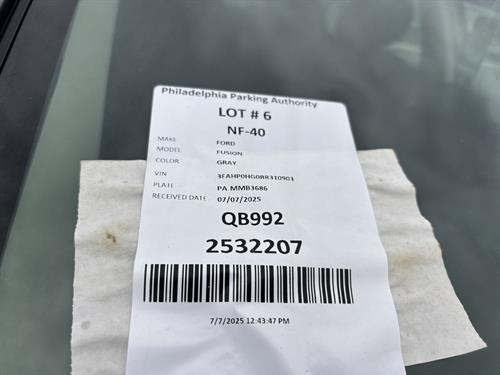 Philadelphia Parking Authority
LOT # 6
NF-40
MAKE FORD
MODEL FUSION
COLOR GRAY
VIN 3FAHP0HG0BR310903
PLATE PA MMB3686
RECEIVED DATE 07/07/2025
QB992
2532207
7/7/2025 12:43:47 PM